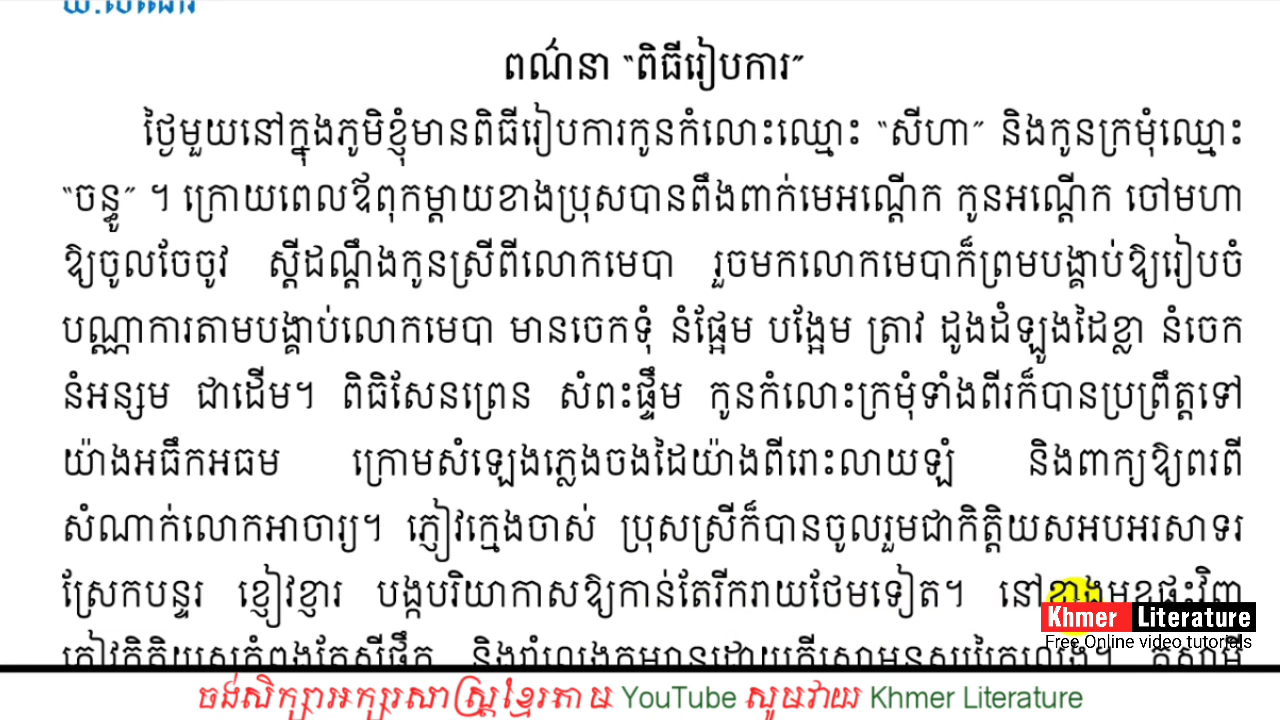 ពណ៌នា “ពិធីរៀបការ”
ថ្ងៃមួយនៅក្នុងភូមិខ្ញុំមានពិធីរៀបការកូនកំលោះឈ្មោះ “សីហា” និងកូនក្រមុំឈ្មោះ
“ចន្ធូ” ។ ក្រោយពេលឪពុកម្ដាយខាងប្រុសបានពឹងពាក់មេអណ្ដើក កូនអណ្ដើក ចៅមហា
ឱ្យចូលចែចូវ ស្ដីដណ្ដឹងកូនស្រីពីលោកមេបា រួចមកលោកមេបាក៏ព្រមបង្គាប់ឱ្យរៀបចំ
បណ្ណាការតាមបង្គាប់លោកមេបា មានចេកទុំ នំផ្អែម បង្អែម ត្រាវ ដូងដំឡូងដៃខ្លា នំចេក
នំអន្សម ជាដើម។ ពិធិសែនព្រេន សំពះផ្ទឹម កូនកំលោះក្រមុំទាំងពីរក៏បានប្រព្រឹត្តទៅ
យ៉ាងអធឹកអធម ក្រោមសំឡេងភ្លេងចងដៃយ៉ាងពីរោះលាយឡំ និងពាក្យឱ្យពរពី
សំណាក់លោកអាចារ្យ។ ភ្ញៀវក្មេងចាស់ ប្រុសស្រីក៏បានចូលរួមជាកិត្តិយសអបអរសាទរ
ស្រែកបន្ទរ ខ្ញៀវខ្ញារ បង្កបរិយាកាសឱ្យកាន់តែរីករាយថែមទៀត។ នៅខាងមុខផ្ទះវិញ
Khmer Literature
Free Online video tutorials
ចង់សិក្សាអក្សរសាស្ត្រខ្មែរតាម YouTube សូមវាយ Khmer Literature